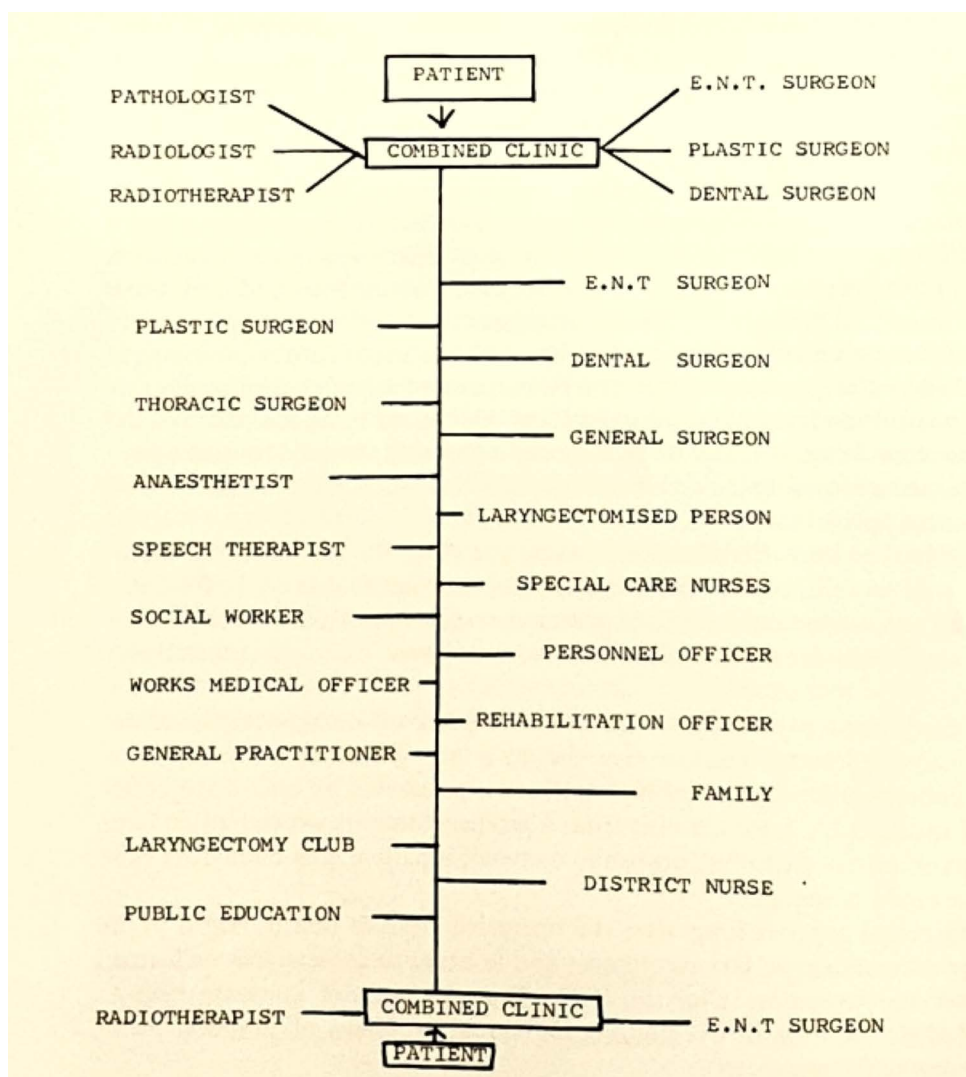 PATIENT
PATHOLOGIST
E.N.T. SURGEON
RADIOLOGIST
COMBINED CLINIC
PLASTIC SURGEON
RADIOTHERAPIST
DENTAL SURGEON
E.N.T SURGEON
PLASTIC SURGEON
DENTAL SURGEON
THORACIC SURGEON
GENERAL SURGEON
ANAESTHETIST
LARYNGECTOMISED PERSON
SPEECH THERAPIST
SPECIAL CARE NURSES
SOCIAL WORKER
PERSONNEL OFFICER
WORKS MEDICAL OFFICER
REHABILITATION OFFICER
GENERAL PRACTITIONER
FAMILY
LARYNGECTOMY CLUB
DISTRICT NURSE
PUBLIC EDUCATION
RADIOTHERAPIST
COMBINED CLINIC
E.N.T SURGEON
PATIENT